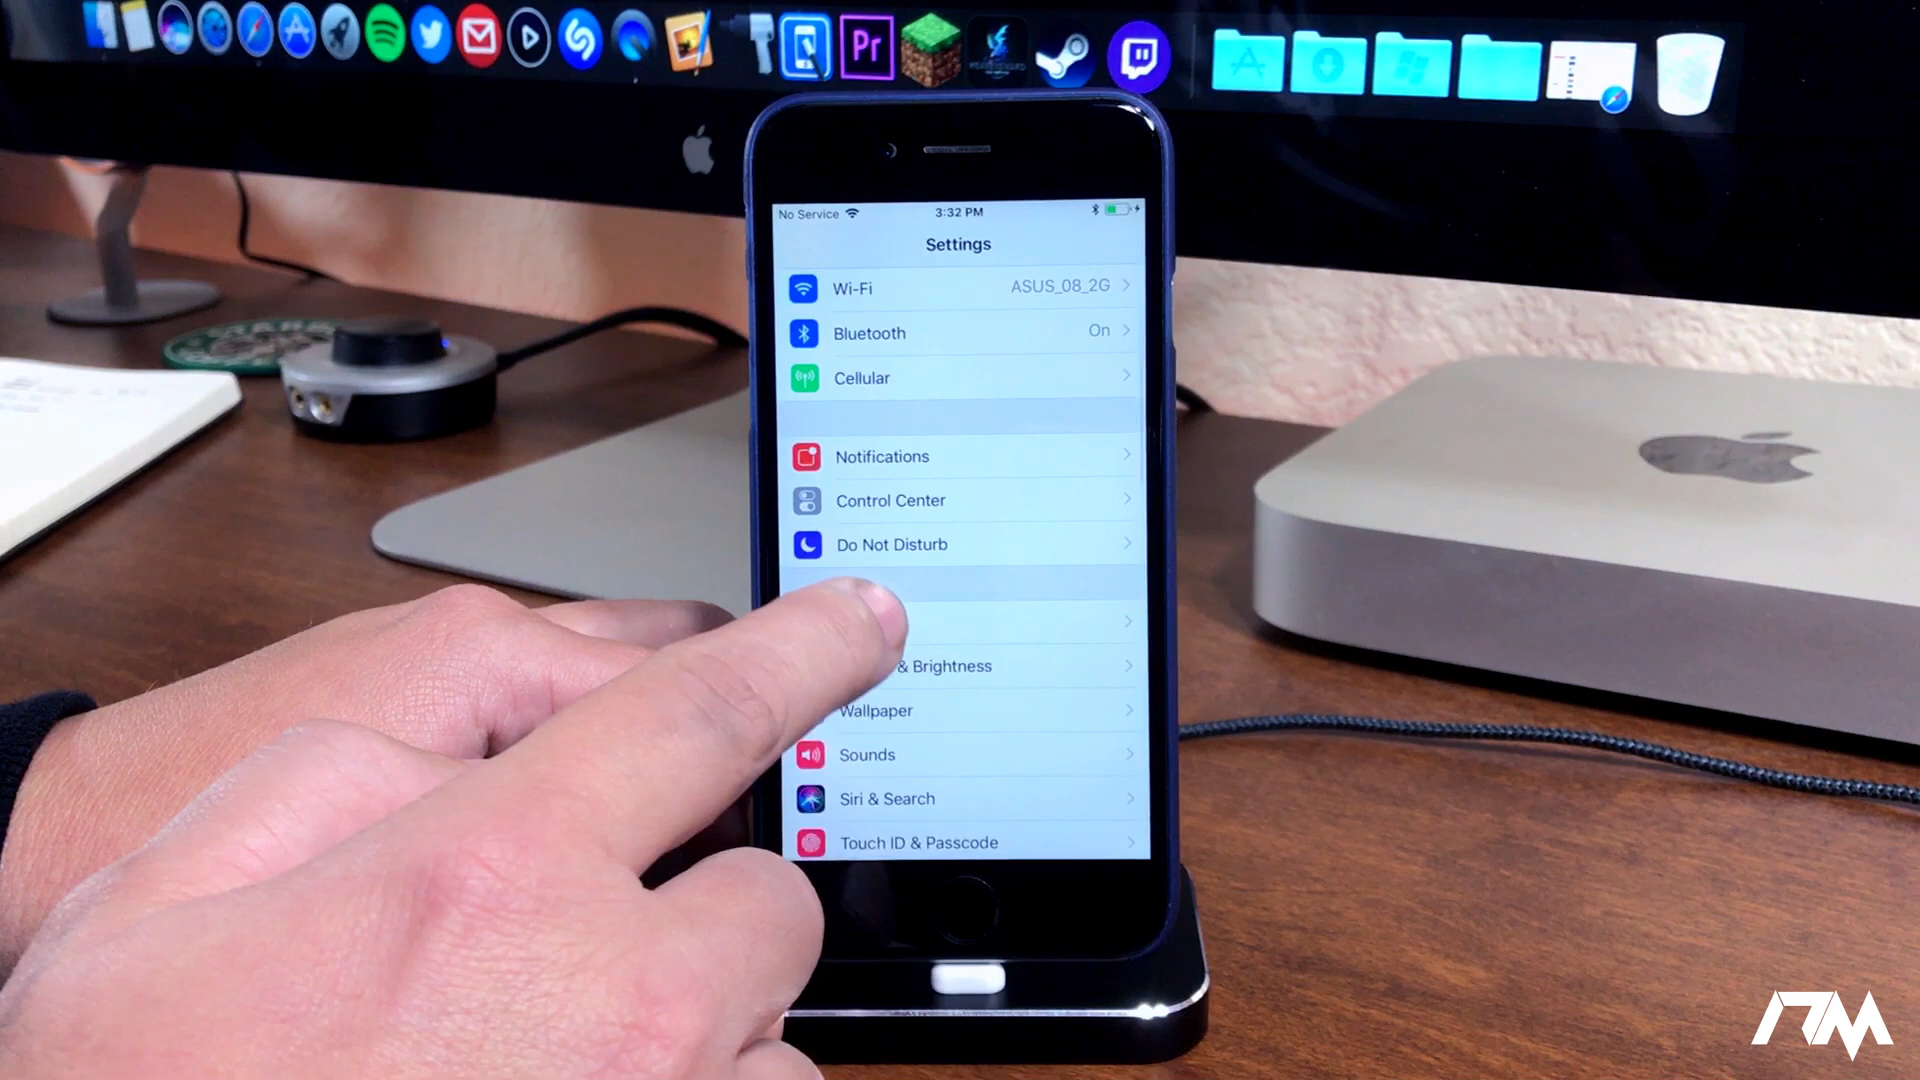 Pr
No Service
3:32 PM
Settings
Wi-Fi
ASUS_08_2G
Bluetooth
On
Cellular
Notifications
Control Center
Do Not Disturb
& Brightness
Wallpaper
Sounds
Siri & Search
Touch ID & Passcode